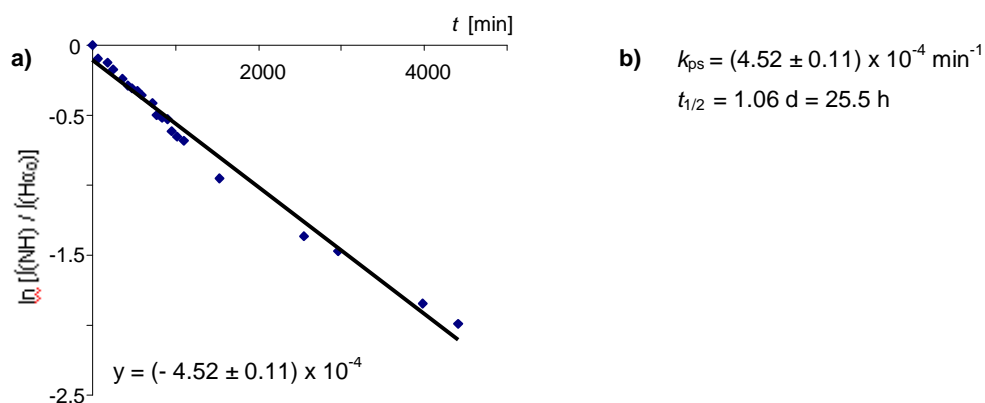 t [min]
a)
0
2000
4000
-0.5
-1.5
-2.5
ln [∫(NH) / ∫(Hα₀)]
y = (- 4.52 ± 0.11) x 10⁻⁴
b)
kₚₛ = (4.52 ± 0.11) x 10⁻⁴ min⁻¹
t₁/₂ = 1.06 d = 25.5 h